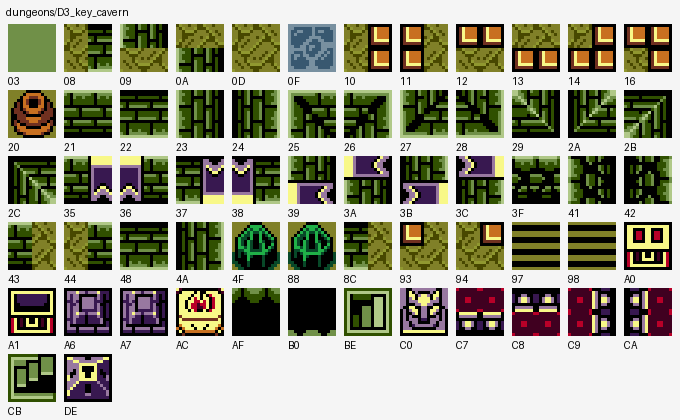 dungeons/D3_key_cavern
03 08 09 0A 0D 0F 10 11 12 13 14 16
20 21 22 23 24 25 26 27 28 29 2A 2B
2C 35 36 37 38 39 3A 3B 3C 3F 41 42
43 44 48 4A 4F 88 8C 93 94 97 98 A0
A1 A6 A7 AC AF B0 BE C0 C7 C8 C9 CA
CB DE